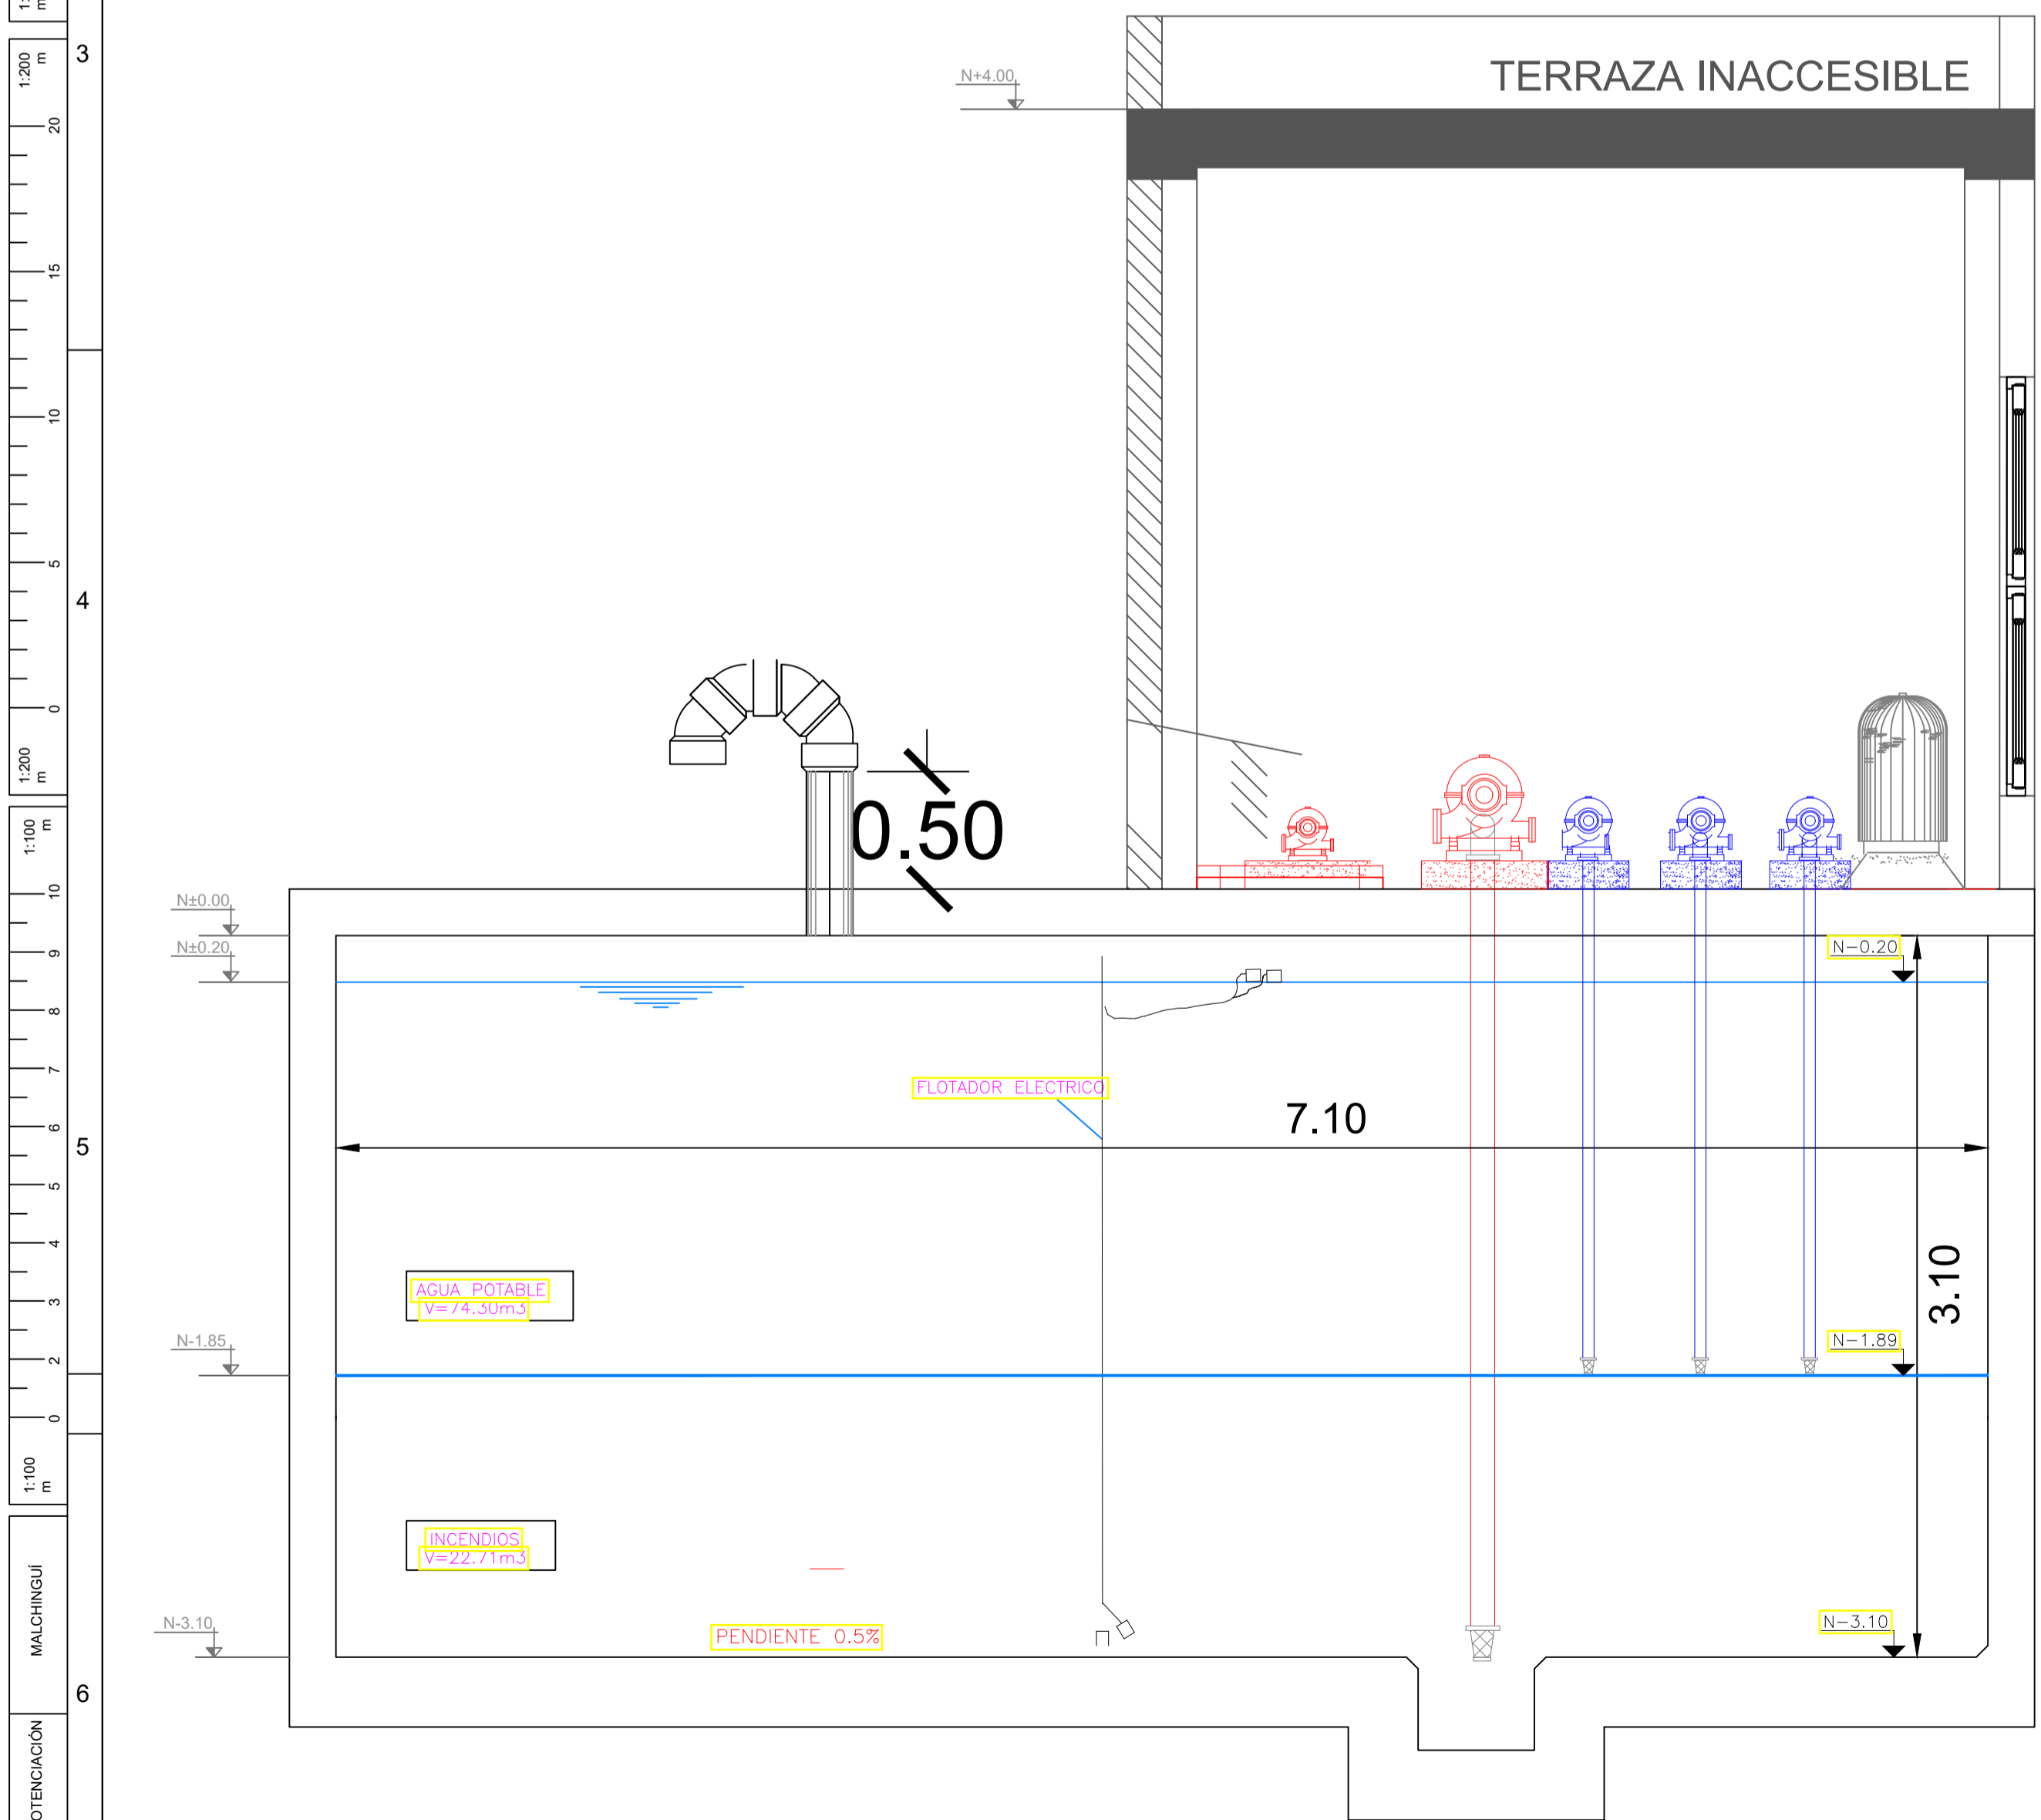 1:
m
1:200
m
20
15
10
5
0
1:200
m
1:100
m
10
9
8
7
6
5
4
3
2
0
1:100
m
MALCHINGUÍ
OTENCIACIÓN
3
4
5
6
TERRAZA INACCESIBLE
N+4.00
0.50
N±0.00
N±0.20
N-0.20
FLOTADOR ELECTRICO
7.10
3.10
AGUA POTABLE
V=74.30m3
N-1.85
N-1.89
INCENDIOS
V=22.71m3
N-3.10
PENDIENTE 0.5%
N-3.10